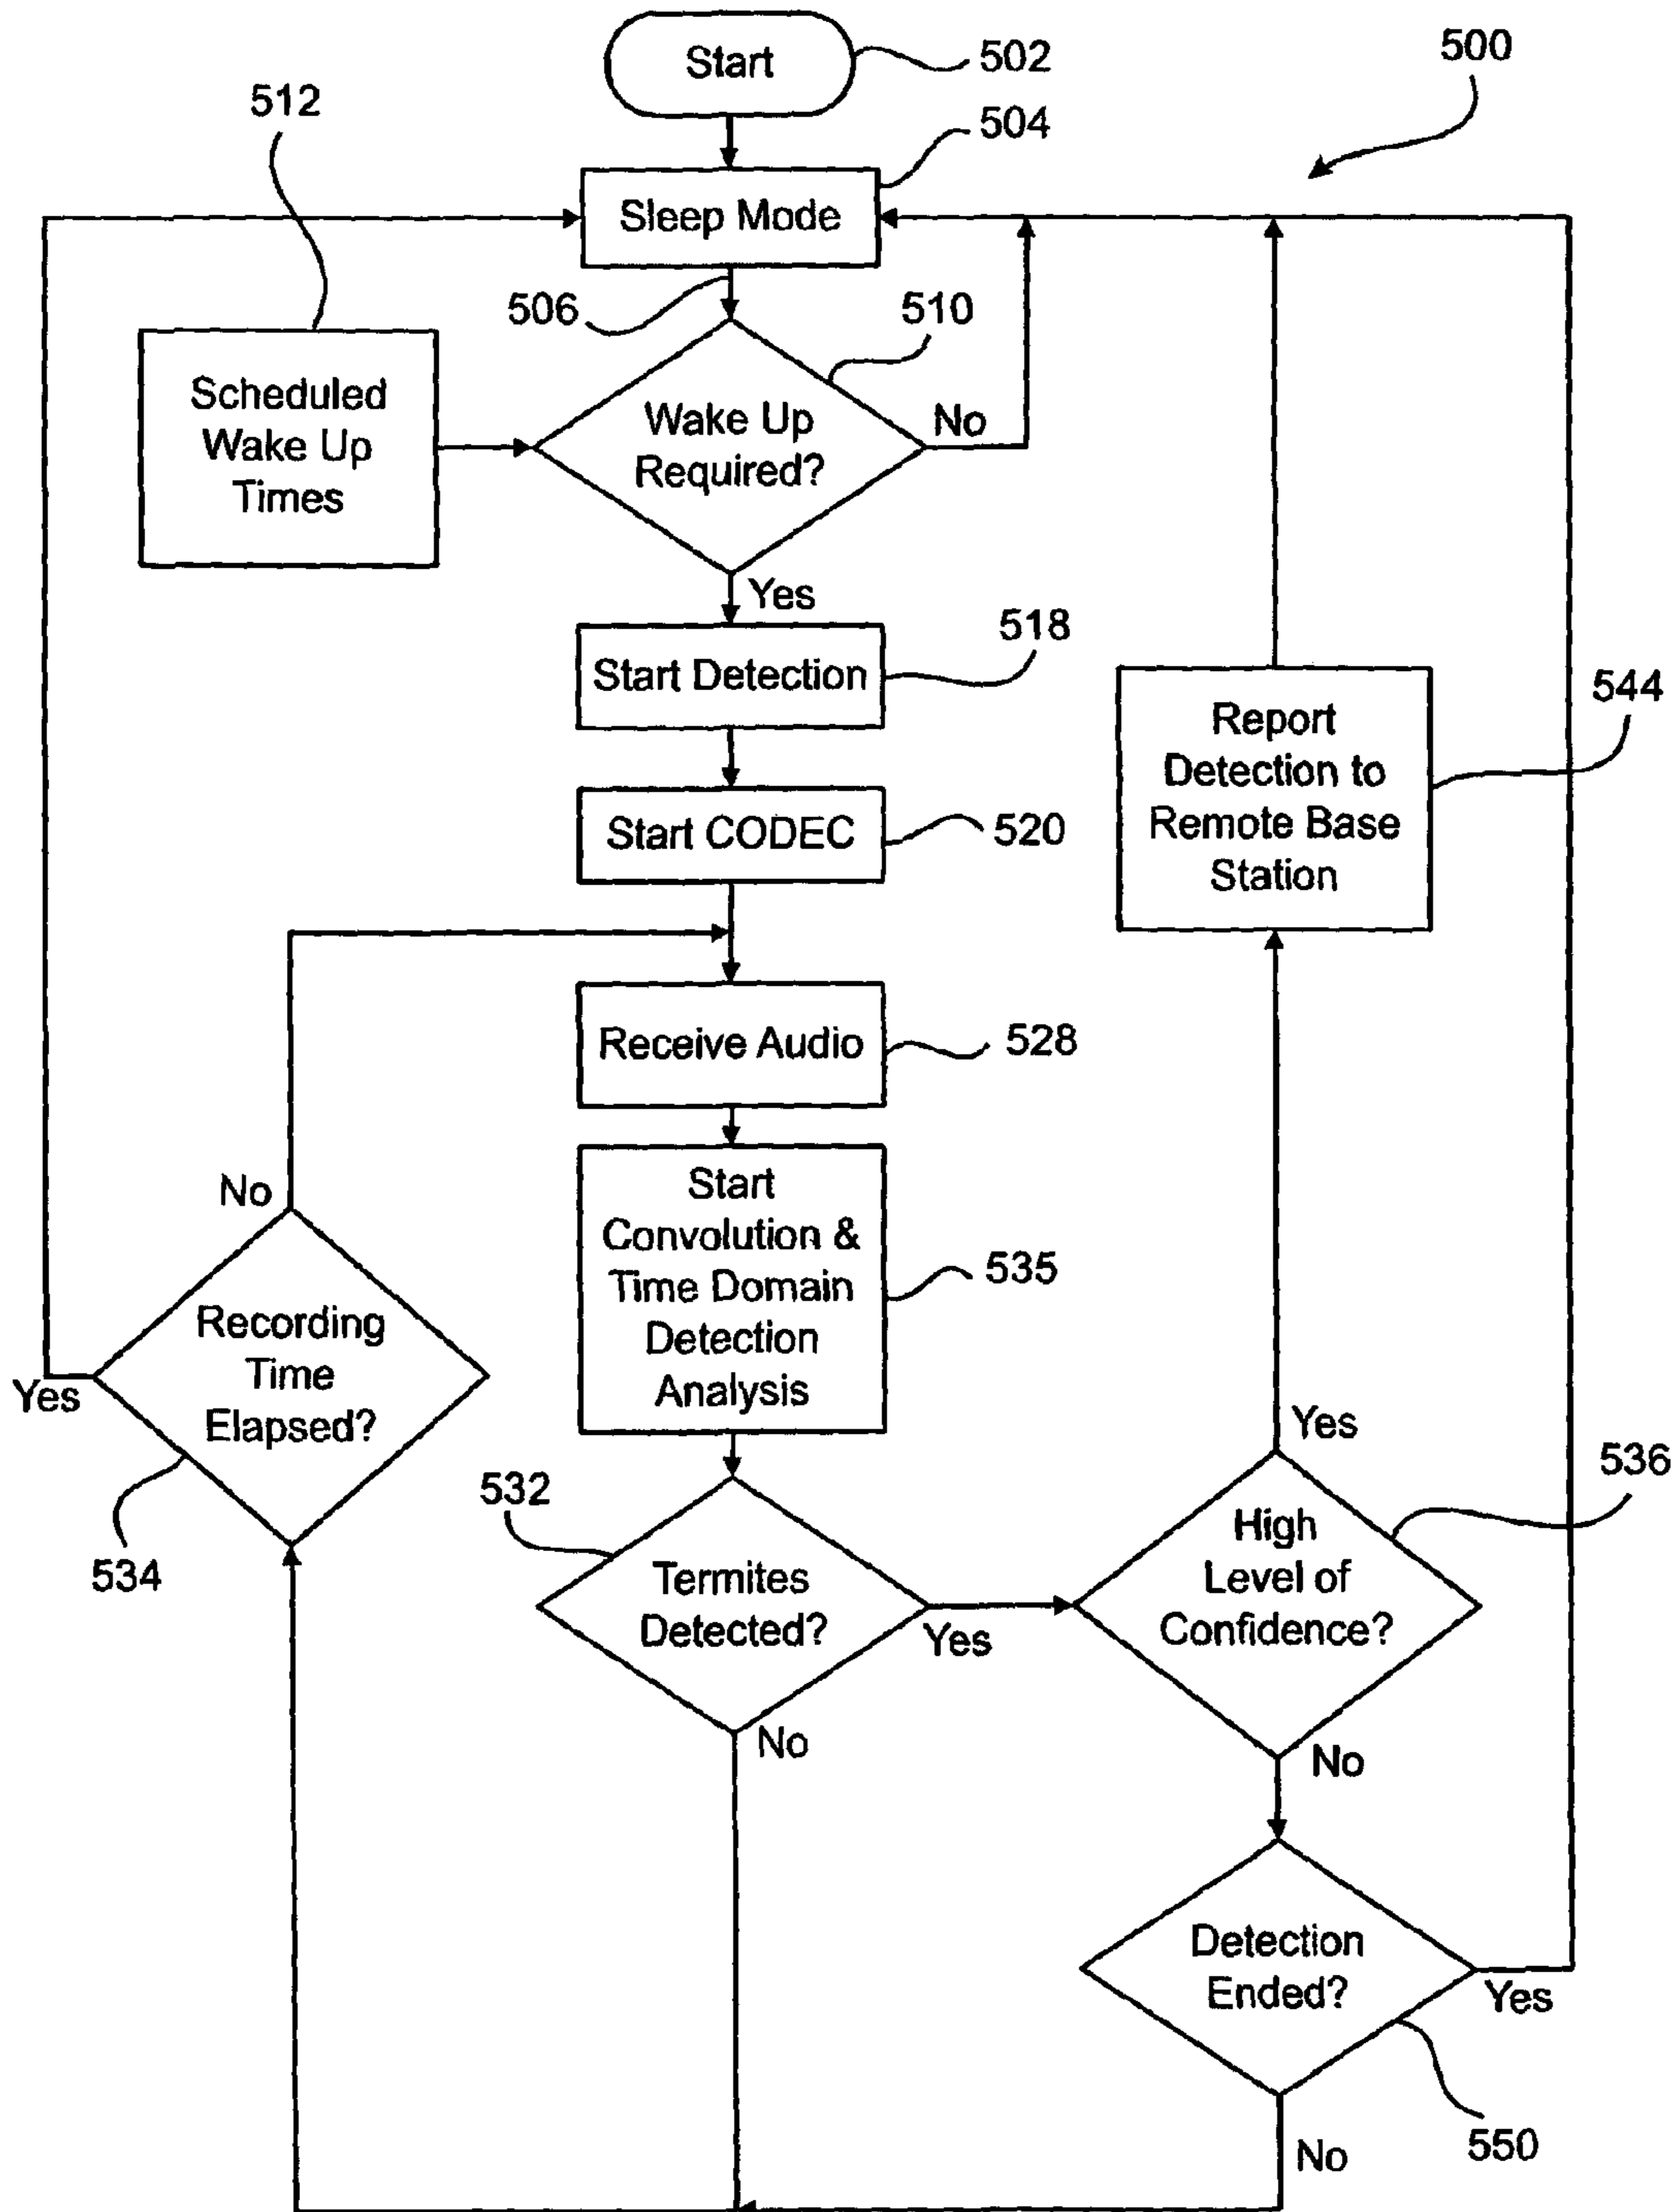 Start
502
500
512
504
Sleep Mode
506
510
Scheduled
Wake Up
Times
Wake Up
Required?
No
Yes
518
Start Detection
544
Report
Detection to
Remote Base
Station
Start CODEC
520
Receive Audio
528
No
Start
Convolution &
Time Domain
Detection
Analysis
535
Recording
Time
Elapsed?
Yes
534
Yes
536
532
High
Level of
Confidence?
Termites
Detected?
Yes
No
No
Detection
Ended?
Yes
550
No